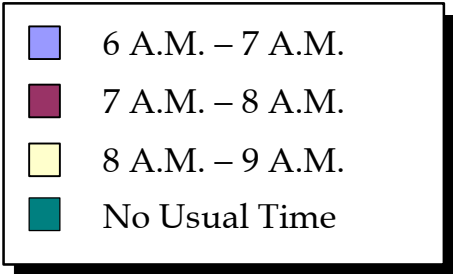 6 A.M. – 7 A.M.
7 A.M. – 8 A.M.
8 A.M. – 9 A.M.
No Usual Time